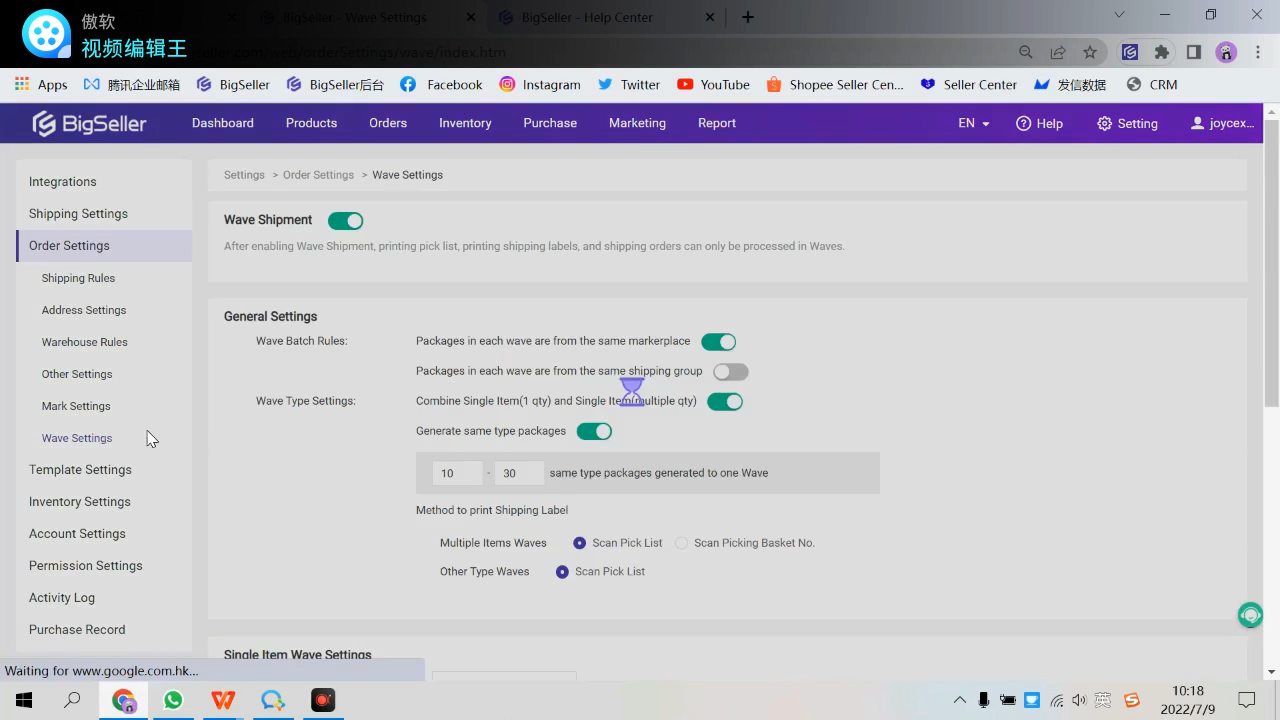 傲软
视频编辑王
BigSeller - Wave Settings
BigSeller - Help Center
orderSettings/wave/index.htm
Apps 腾讯企业邮箱 BigSeller BigSeller后台 Facebook Instagram Twitter YouTube Shopee Seller Cen... Seller Center 发信数据 CRM
BigSeller Dashboard Products Orders Inventory Purchase Marketing Report EN Help Setting joycex...
Integrations
Shipping Settings
Order Settings
Shipping Rules
Address Settings
Warehouse Rules
Other Settings
Mark Settings
Wave Settings
Template Settings
Inventory Settings
Account Settings
Permission Settings
Activity Log
Purchase Record
Settings > Order Settings > Wave Settings
Wave Shipment
After enabling Wave Shipment, printing pick list, printing shipping labels, and shipping orders can only be processed in Waves.
General Settings
Wave Batch Rules: Packages in each wave are from the same markerplace
Packages in each wave are from the same shipping group
Wave Type Settings: Combine Single Item(1 qty) and Single Item(multiple qty)
Generate same type packages
10 - 30 same type packages generated to one Wave
Method to print Shipping Label
Multiple Items Waves Scan Pick List Scan Picking Basket No.
Other Type Waves Scan Pick List
Single Item Wave Settings
Waiting for www.google.com.hk...
英
10:18
2022/7/9